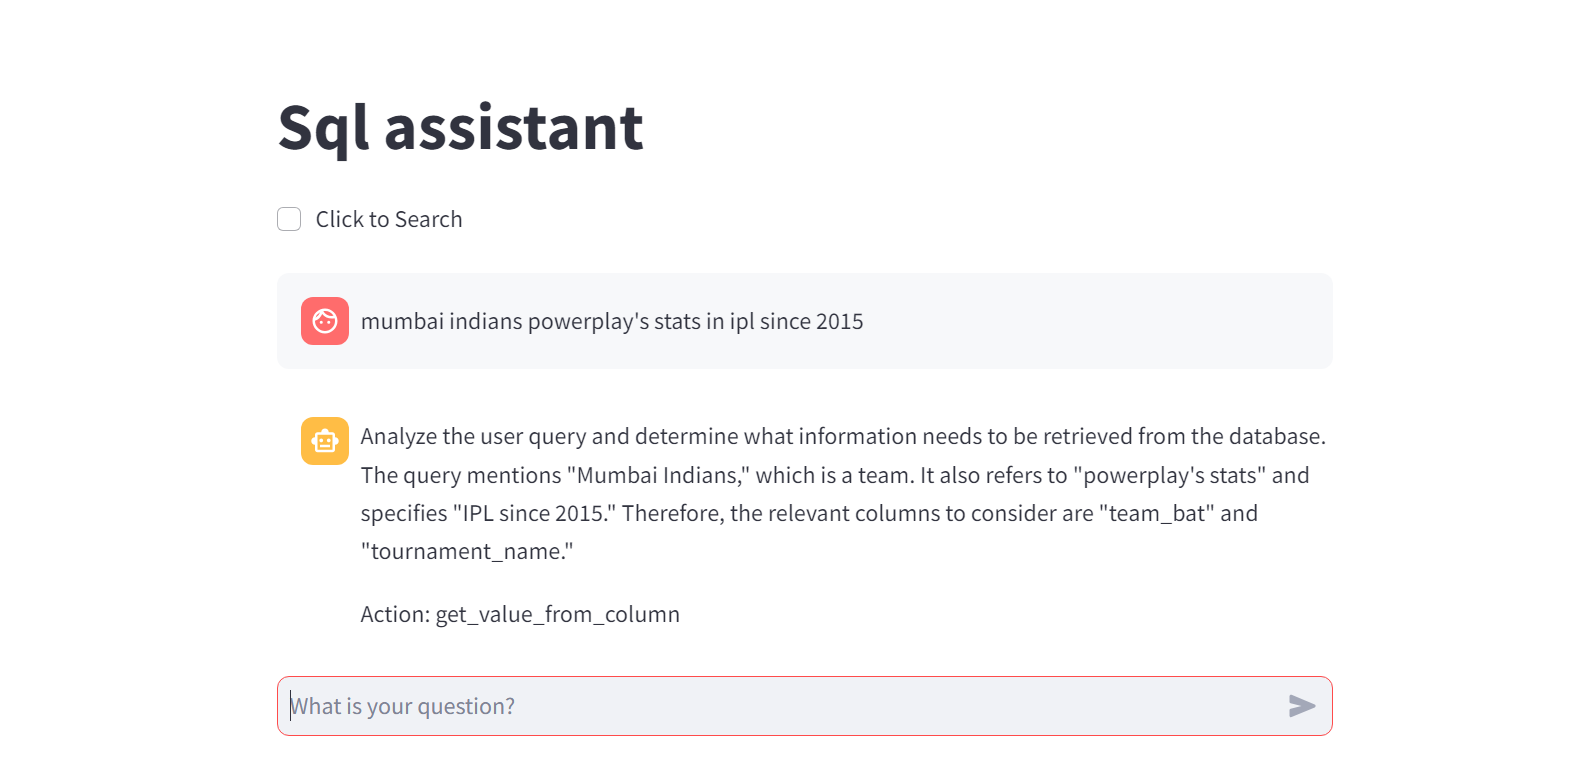 Sql assistant
Click to Search
mumbai indians powerplay's stats in ipl since 2015
Analyze the user query and determine what information needs to be retrieved from the database.
The query mentions "Mumbai Indians," which is a team. It also refers to "powerplay's stats" and
specifies "IPL since 2015." Therefore, the relevant columns to consider are "team_bat" and
"tournament_name."
Action: get_value_from_column
What is your question?